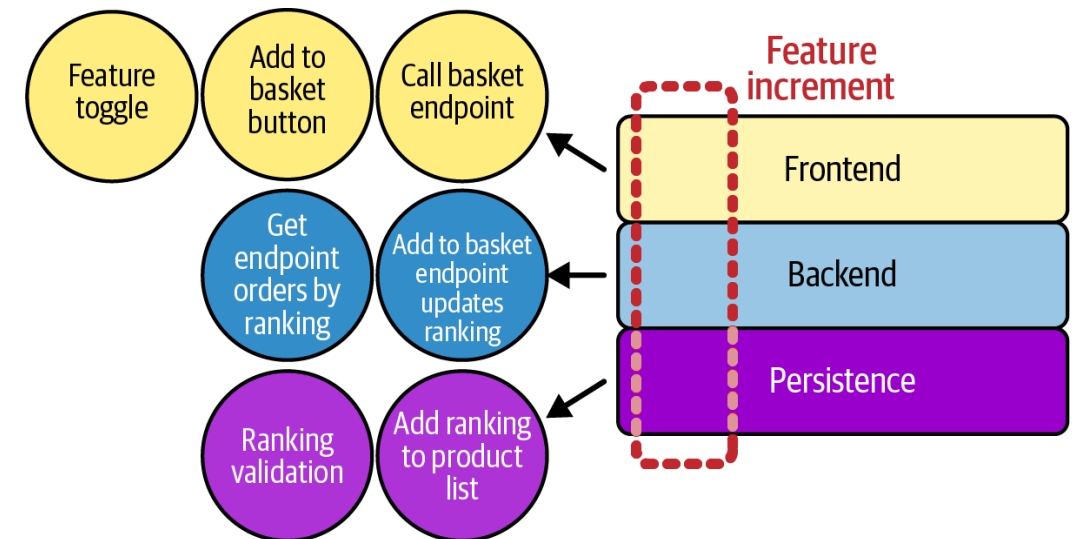 Feature
toggle
Add to
basket
button
Call basket
endpoint
Feature
increment
Frontend
Get
endpoint
orders by
ranking
Add to basket
endpoint
updates
ranking
Backend
Ranking
validation
Add ranking
to product
list
Persistence